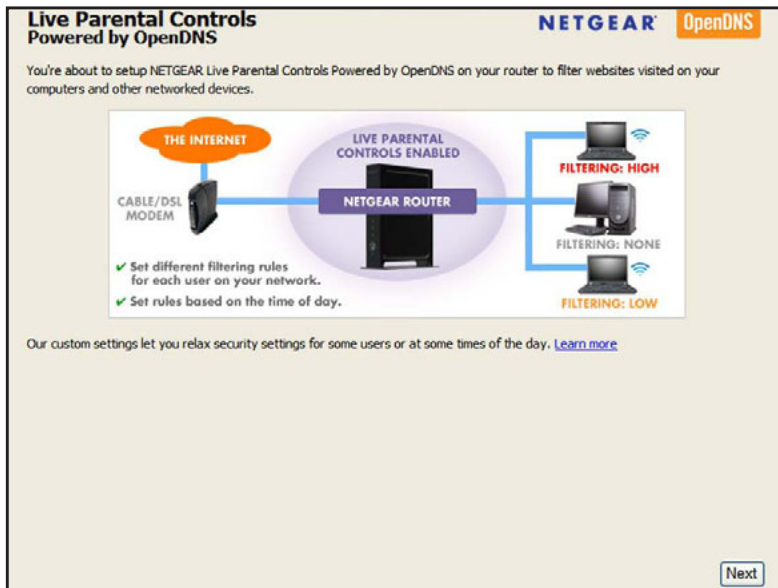 Live Parental Controls
Powered by OpenDNS
NETGEAR
OpenDNS
You're about to setup NETGEAR Live Parental Controls Powered by OpenDNS on your router to filter websites visited on your
computers and other networked devices.
THE INTERNET
CABLE/DSL
MODEM
LIVE PARENTAL
CONTROLS ENABLED
NETGEAR ROUTER
FILTERING: HIGH
FILTERING: NONE
FILTERING: LOW
✓ Set different filtering rules
for each user on your network.
✓ Set rules based on the time of day.
Our custom settings let you relax security settings for some users or at some times of the day. Learn more
Next